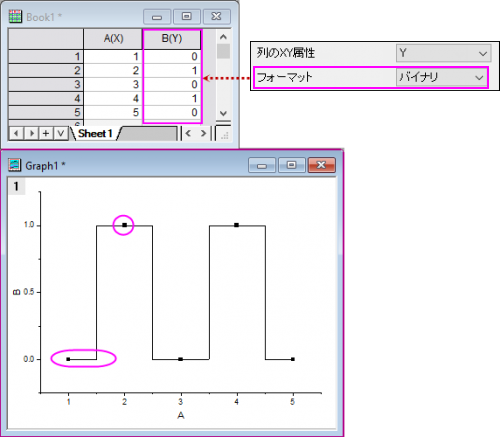 Book1 *
A(X) B(Y)
1 1 0
2 2 1
3 3 0
4 4 1
5 5 0
Sheet1
列のXY属性 Y
フォーマット バイナリ
Graph1 *
1
1.0
0.5
0.0
B
1 2 3 4 5
A